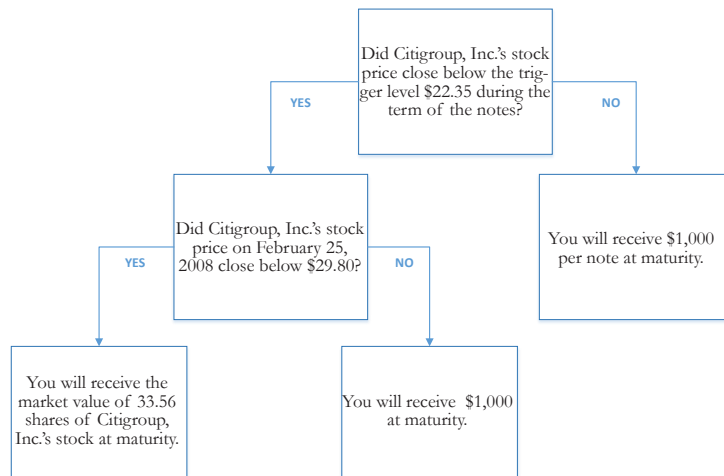 Did Citigroup, Inc.'s stock
price close below the trig-
ger level $22.35 during the
term of the notes?
YES
NO
Did Citigroup, Inc.'s stock
price on February 25,
2008 close below $29.80?
You will receive $1,000
per note at maturity.
YES
NO
You will receive the
market value of 33.56
shares of Citigroup,
Inc.'s stock at maturity.
You will receive $1,000
at maturity.